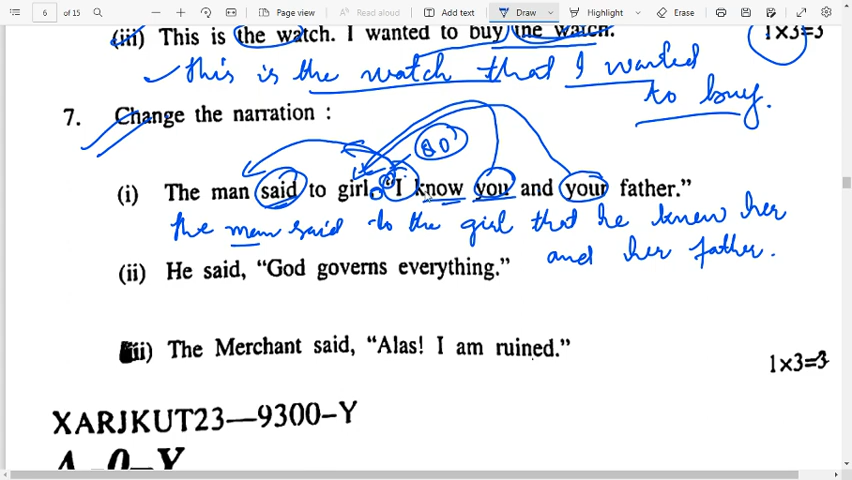 6 of 15
Page view
Read aloud
Add text
Draw
Highlight
Erase
(iii) This is the watch. I wanted to buy the watch. 1×3=3
This is the watch that I wanted
to buy.
7. Change the narration :
(i) The man said to girl, "I know you and your father."
The man said to the girl that he knew her
and her father.
(ii) He said, "God governs everything."
(iii) The Merchant said, "Alas! I am ruined."
1×3=3
XARJKUT23—9300–Y